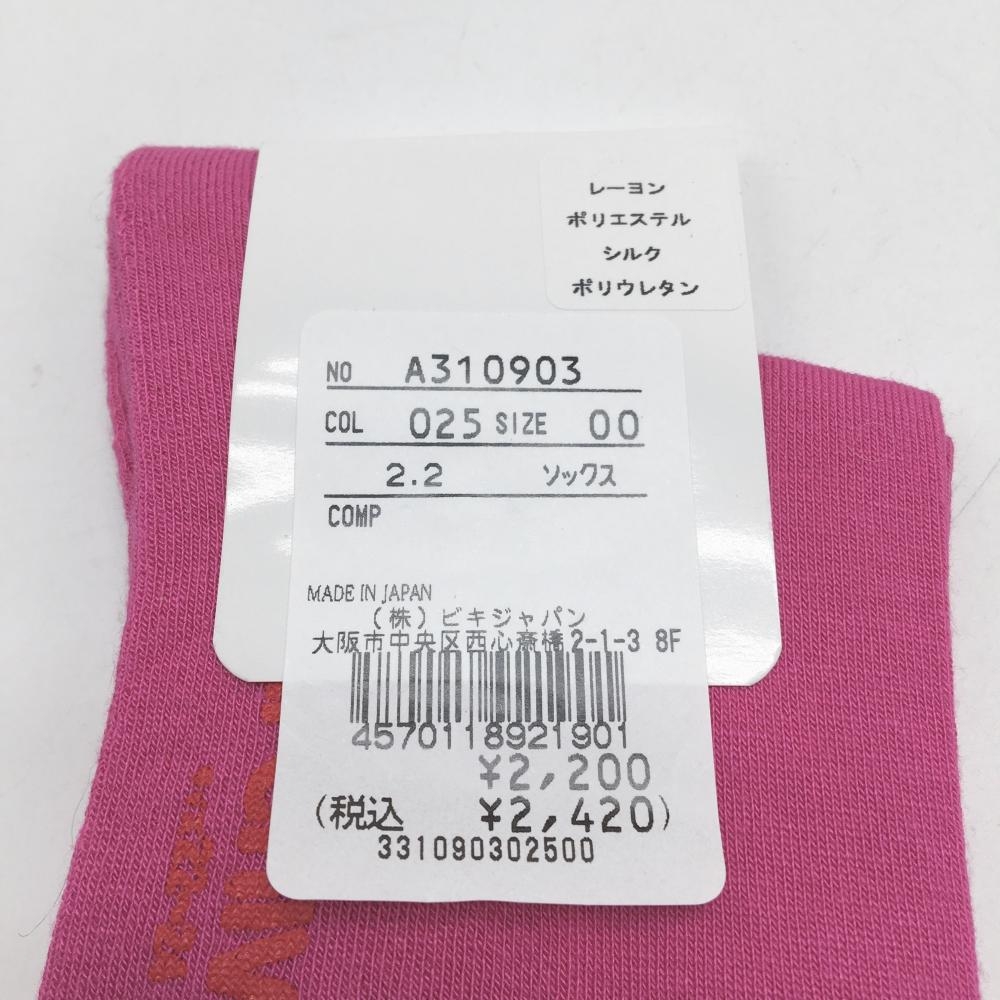 レーヨン
ポリエステル
シルク
ポリウレタン
NO A310903
COL 025 SIZE 00
2.2 ソックス
COMP
MADE IN JAPAN
(株)ビキジャパン
大阪市中央区西心斎橋2-1-3 8F
4570118921901
¥2,200
(税込 ¥2,420)
331090302500